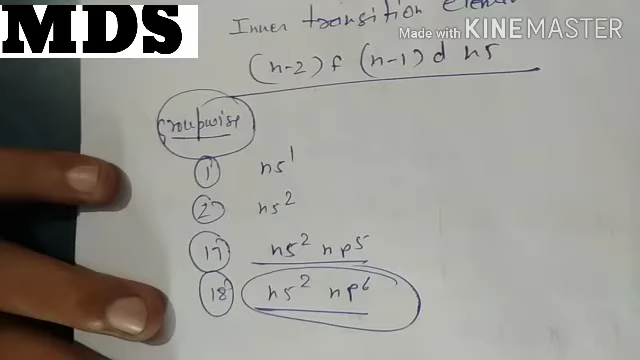 MDS
Made with KINEMASTER
Inner transition Elemen
(n-2) f (n-1) d ns
Groupwise
1 ns¹
2 ns²
17 ns² np⁵
18 ns² np⁶